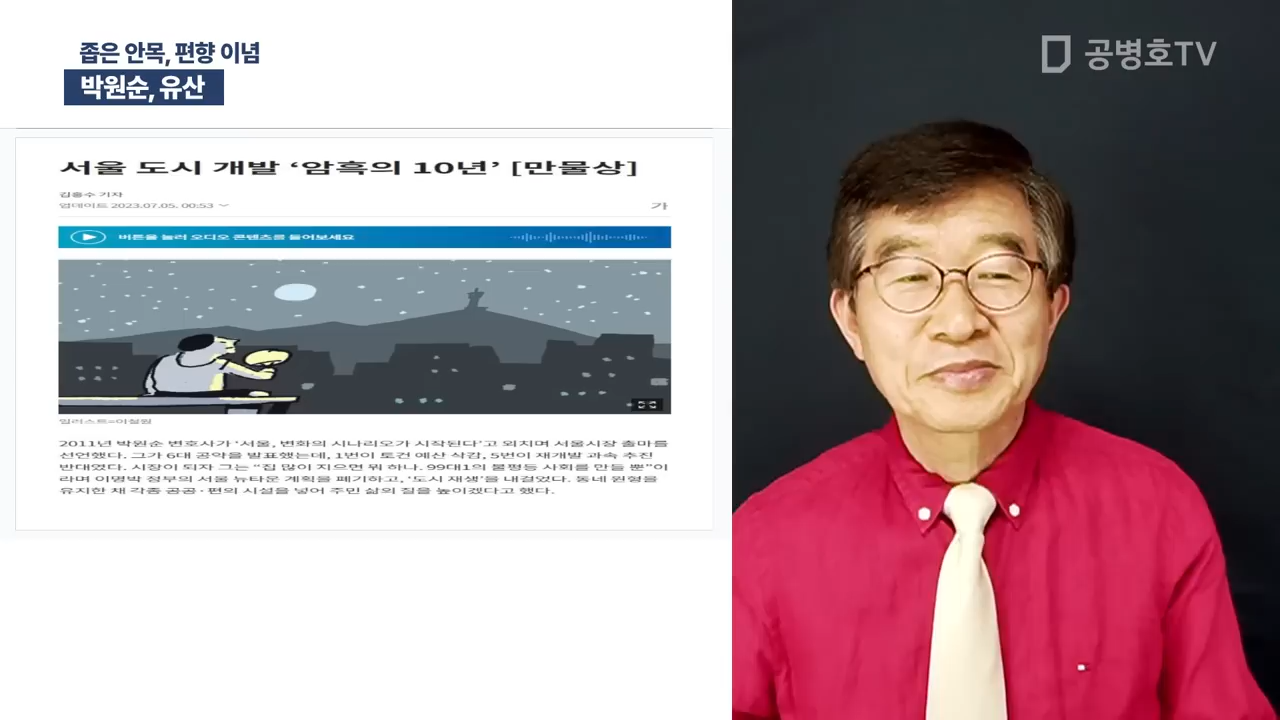 좁은 안목, 편향 이념
박원순, 유산
공병호TV
서울 도시 개발 ‘암흑의 10년’ [만물상]
김홍수 기자
업데이트 2023.07.05. 00:53
가
버튼을 눌러 오디오 콘텐츠를 들어보세요
일러스트=이철원
2011년 박원순 변호사가 ‘서울, 변화의 시나리오가 시작된다’고 외치며 서울시장 출마를
선언했다. 그가 6대 공약을 발표했는데, 1번이 토건 예산 삭감, 5번이 재개발 과속 추진
반대였다. 시장이 되자 그는 “집 많이 지으면 뭐 하나. 99대1의 불평등 사회를 만들 뿐”이
라며 이명박 정부의 서울 뉴타운 계획을 폐기하고, ‘도시 재생’을 내걸었다. 동네 원형을
유지한 채 각종 공공·편의 시설을 넣어 주민 삶의 질을 높이겠다고 했다.